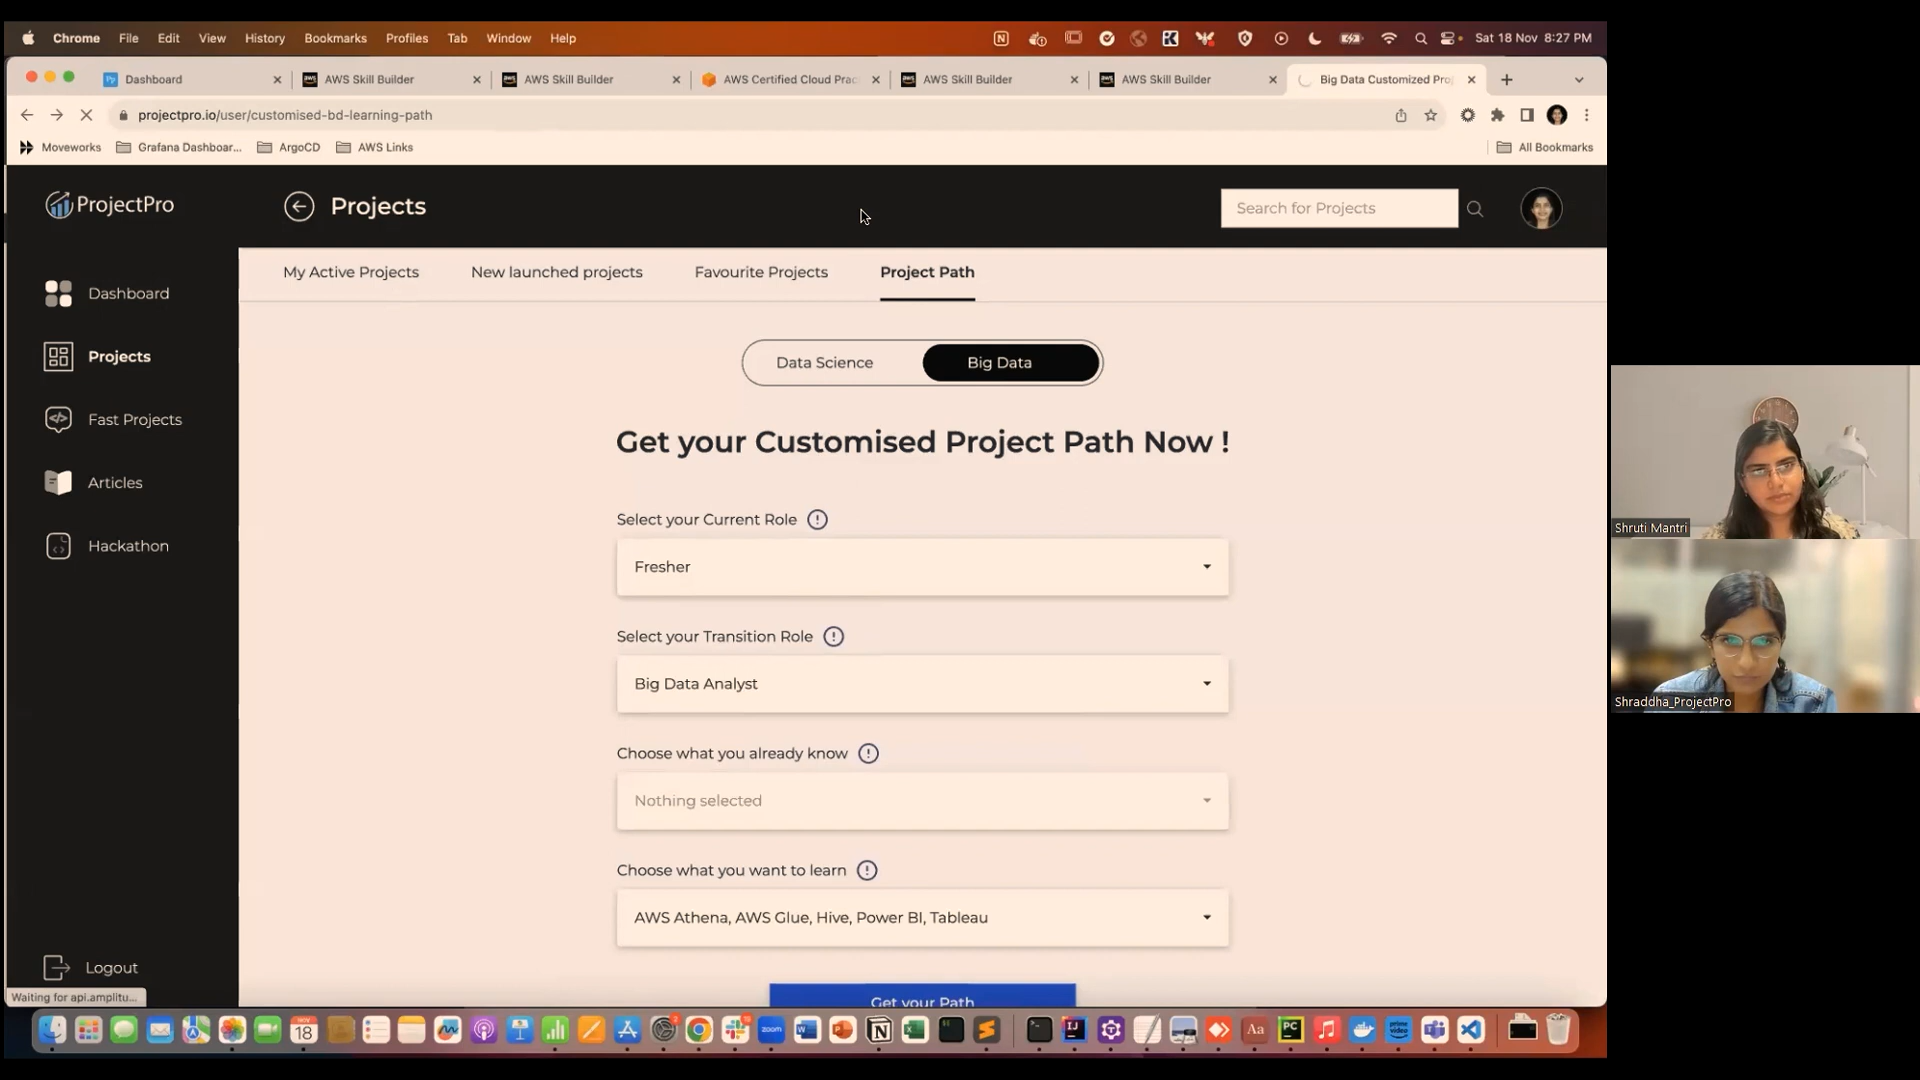 Chrome File Edit View History Bookmarks Profiles Tab Window Help Sat 18 Nov 8:27 PM
Dashboard AWS Skill Builder AWS Skill Builder AWS Certified Cloud Prac AWS Skill Builder AWS Skill Builder Big Data Customized Pro
projectpro.io/user/customised-bd-learning-path
Moveworks Grafana Dashboar... ArgoCD AWS Links All Bookmarks
ProjectPro
Projects
Search for Projects
Dashboard
Projects
Fast Projects
Articles
Hackathon
Logout
Waiting for api.amplitu...
My Active Projects New launched projects Favourite Projects Project Path
Data Science Big Data
Get your Customised Project Path Now !
Select your Current Role
Fresher
Select your Transition Role
Big Data Analyst
Choose what you already know
Nothing selected
Choose what you want to learn
AWS Athena, AWS Glue, Hive, Power BI, Tableau
Get your Path
Shruti Mantri
Shraddha_ProjectPro
NOV
18
zoom
Aa
prime video